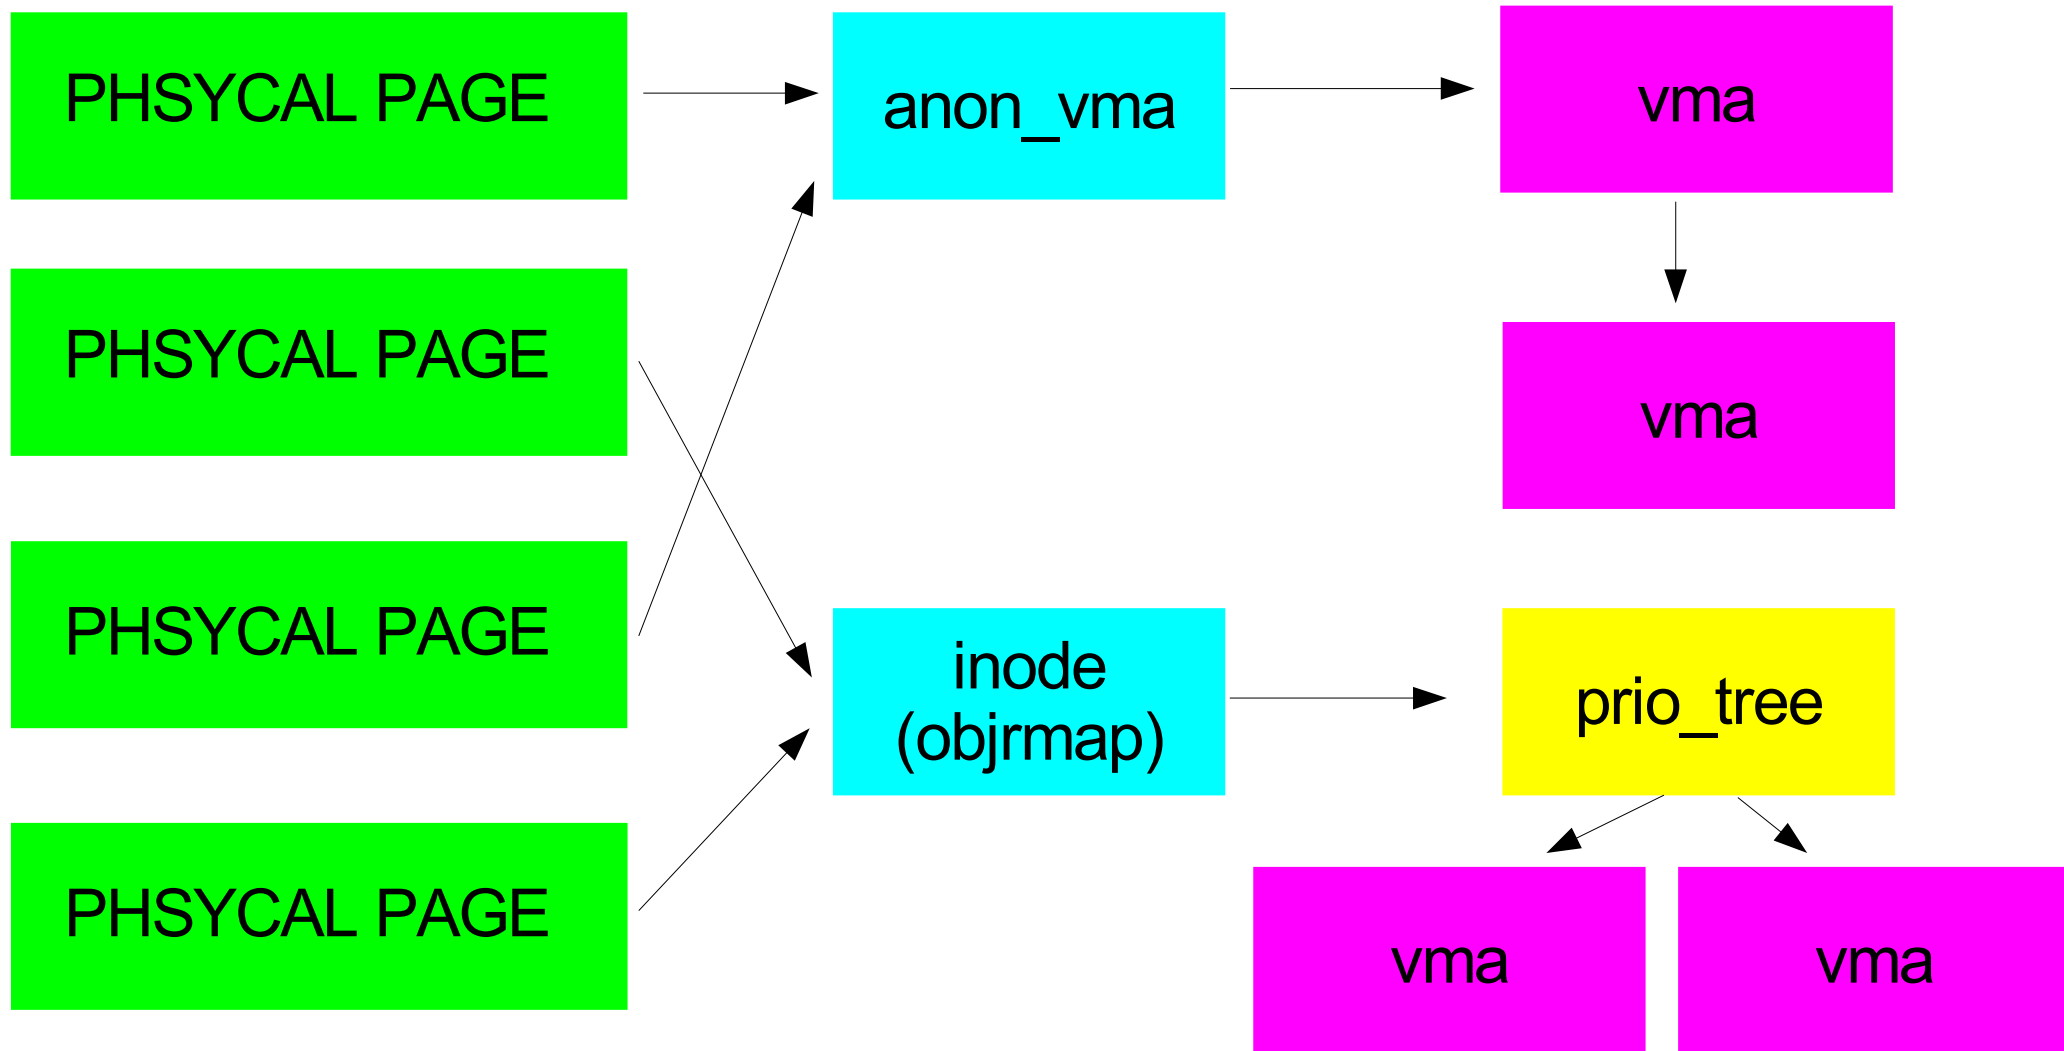 PHSYCAL PAGE
anon_vma
vma
PHSYCAL PAGE
vma
PHSYCAL PAGE
inode
(objrmap)
prio_tree
PHSYCAL PAGE
vma
vma